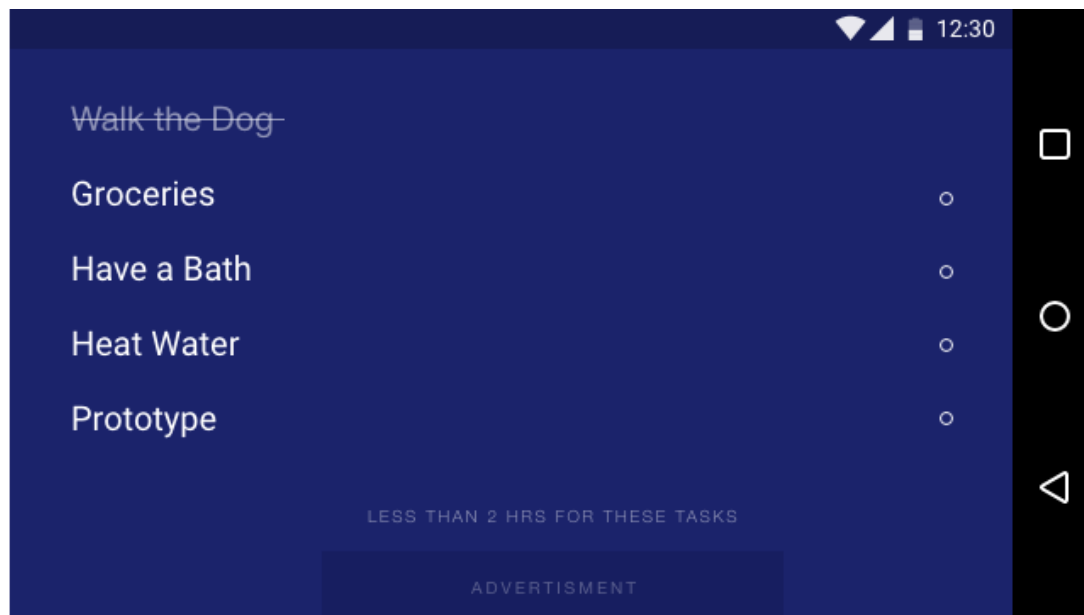 12:30
Walk the Dog
Groceries
Have a Bath
Heat Water
Prototype
LESS THAN 2 HRS FOR THESE TASKS
ADVERTISMENT